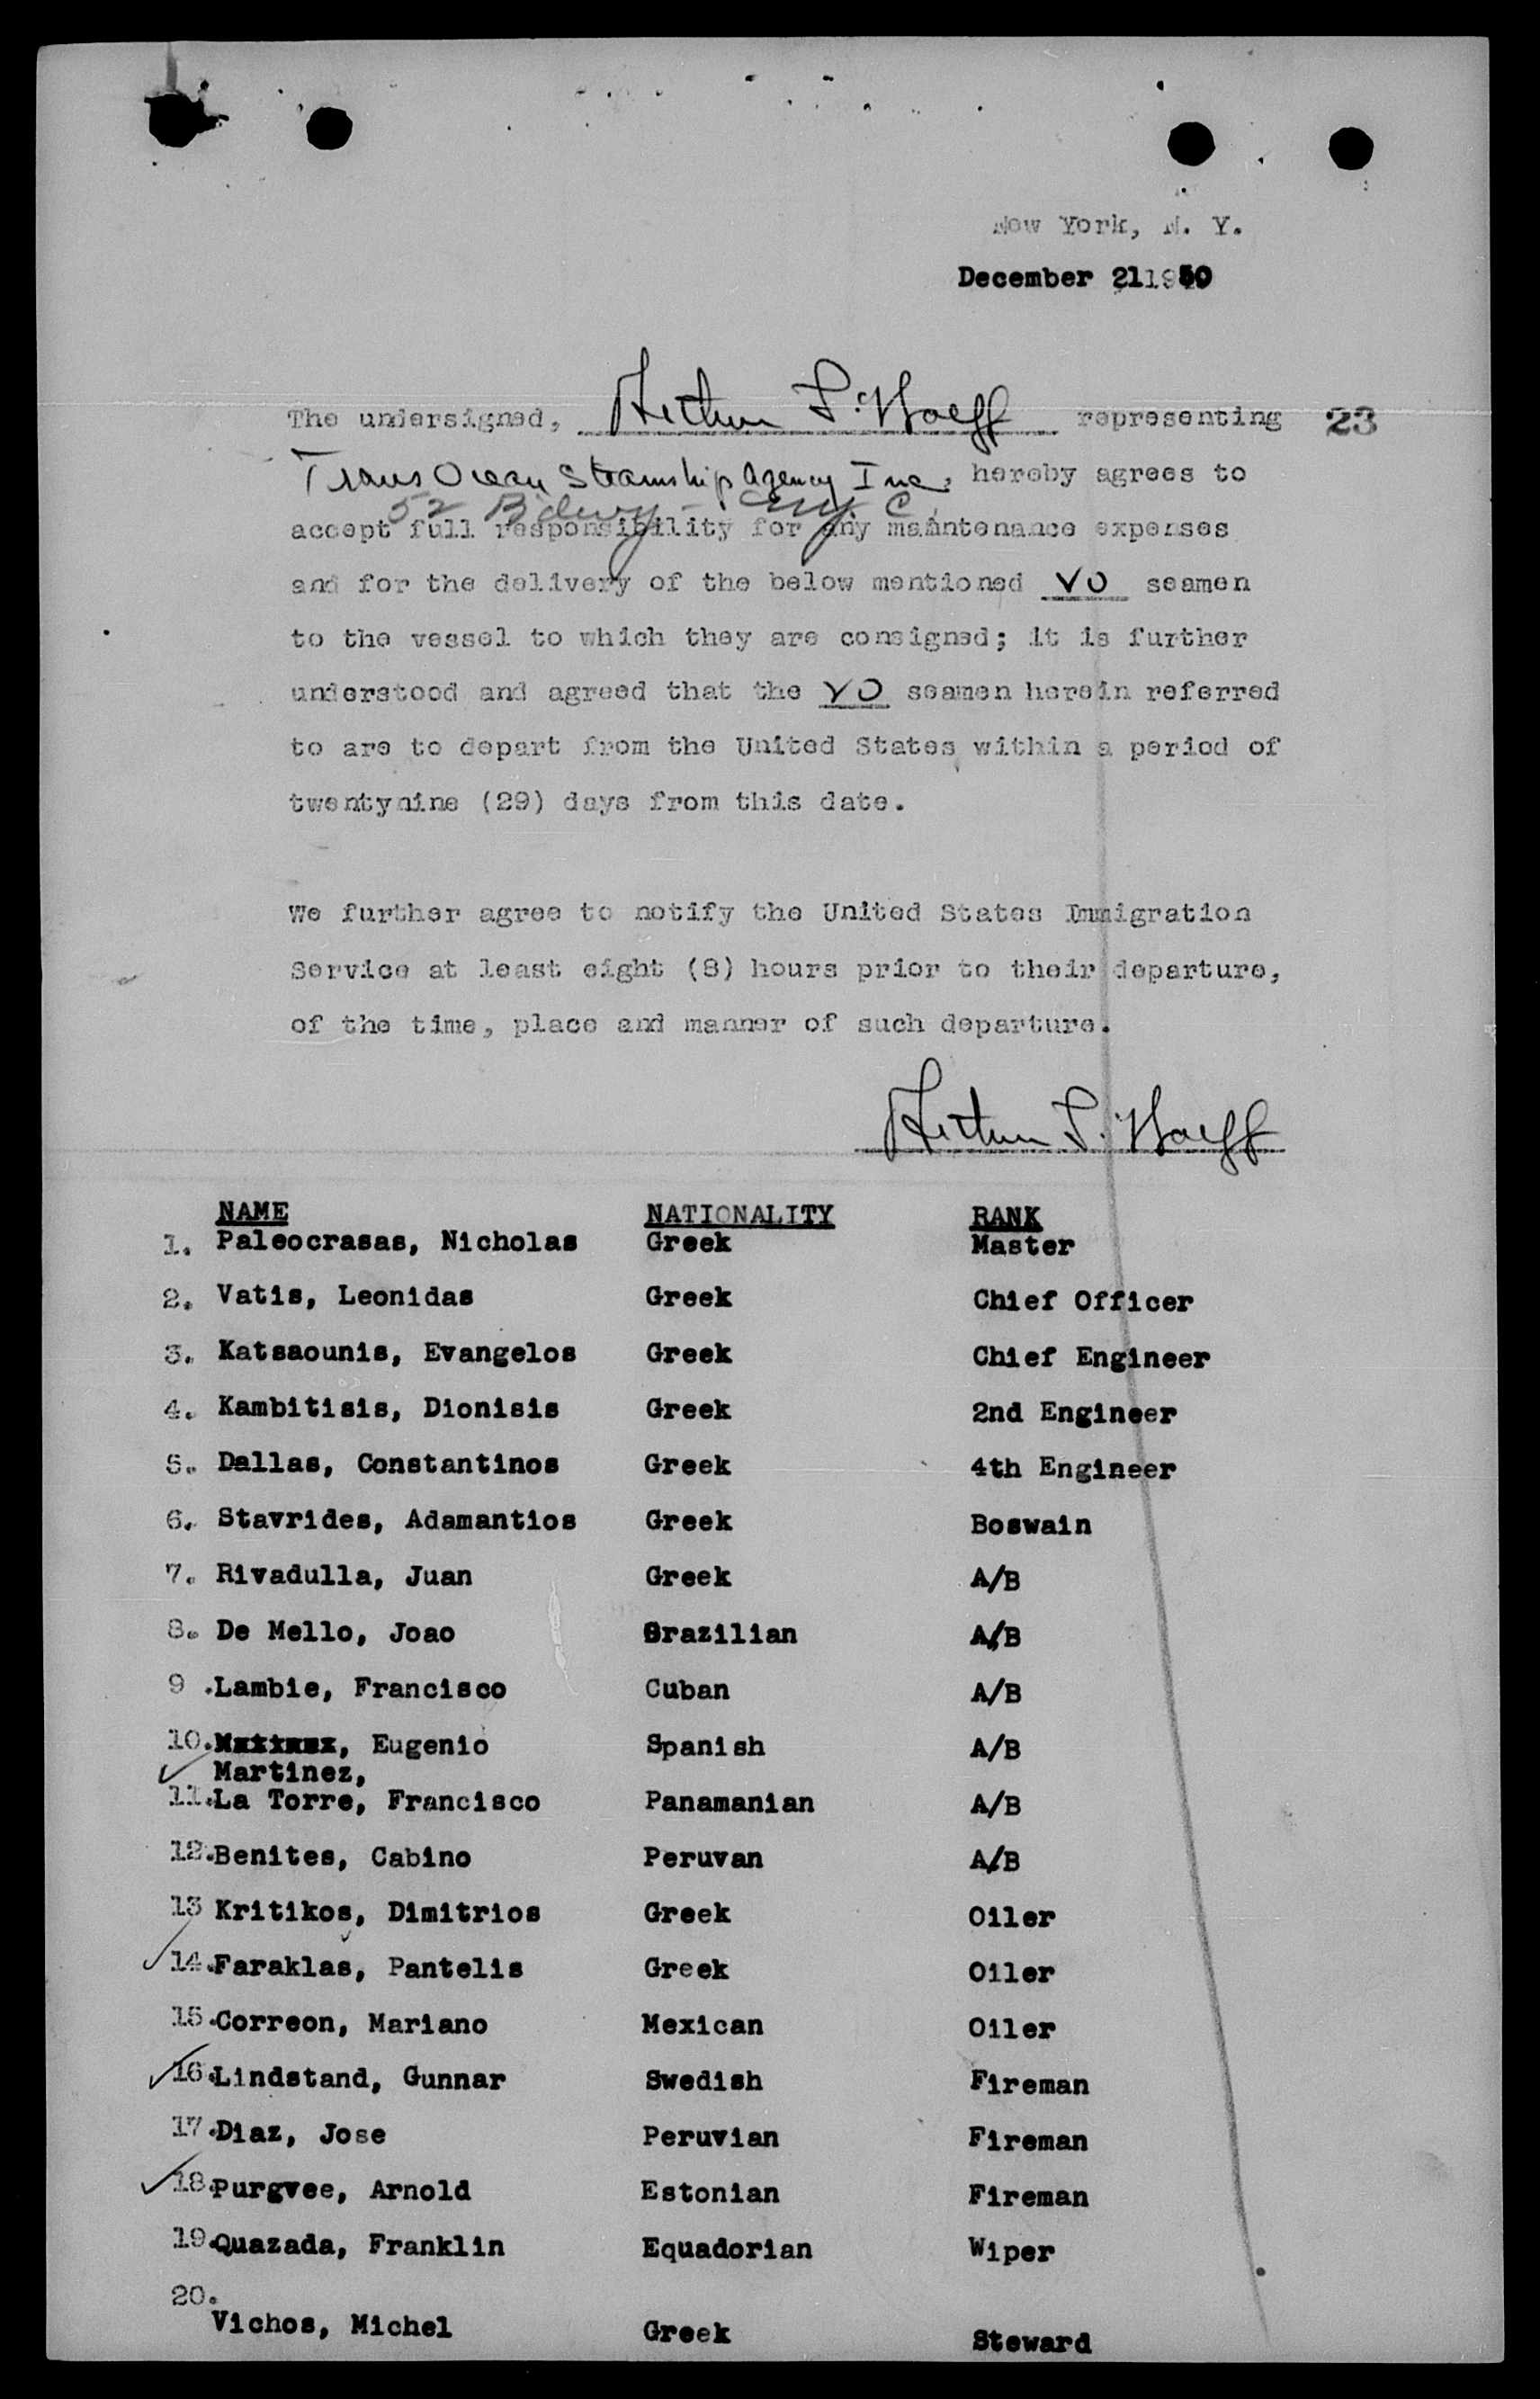 New York, N. Y.
December 21 1950
The undersigned, Arthur representing 23
Trans Ocean Steamship Agency Inc, hereby agrees to
52 Bdwy - NYC
accept full responsibility for any maintenance expenses
and for the delivery of the below mentioned 20 seamen
to the vessel to which they are consigned; it is further
understood and agreed that the 20 seamen herein referred
to are to depart from the United States within a period of
twentynine (29) days from this date.
We further agree to notify the United States Immigration
Service at least eight (8) hours prior to their departure,
of the time, place and manner of such departure.
Arthur
NAME NATIONALITY RANK
1. Paleocrasas, Nicholas Greek Master
2. Vatis, Leonidas Greek Chief Officer
3. Katsaounis, Evangelos Greek Chief Engineer
4. Kambitisis, Dionisis Greek 2nd Engineer
5. Dallas, Constantinos Greek 4th Engineer
6. Stavrides, Adamantios Greek Boswain
7. Rivadulla, Juan Greek A/B
8. De Mello, Joao Brazilian A/B
9 .Lambie, Francisco Cuban A/B
10. , Eugenio Spanish A/B
Martinez,
11.La Torre, Francisco Panamanian A/B
12.Benites, Cabino Peruvan A/B
13 Kritikos, Dimitrios Greek Oiler
14.Faraklas, Pantelis Greek Oiler
15.Correon, Mariano Mexican Oiler
16.Lindstand, Gunnar Swedish Fireman
17.Diaz, Jose Peruvian Fireman
18.Purgvee, Arnold Estonian Fireman
19.Quazada, Franklin Equadorian Wiper
20.
Vichos, Michel Greek Steward